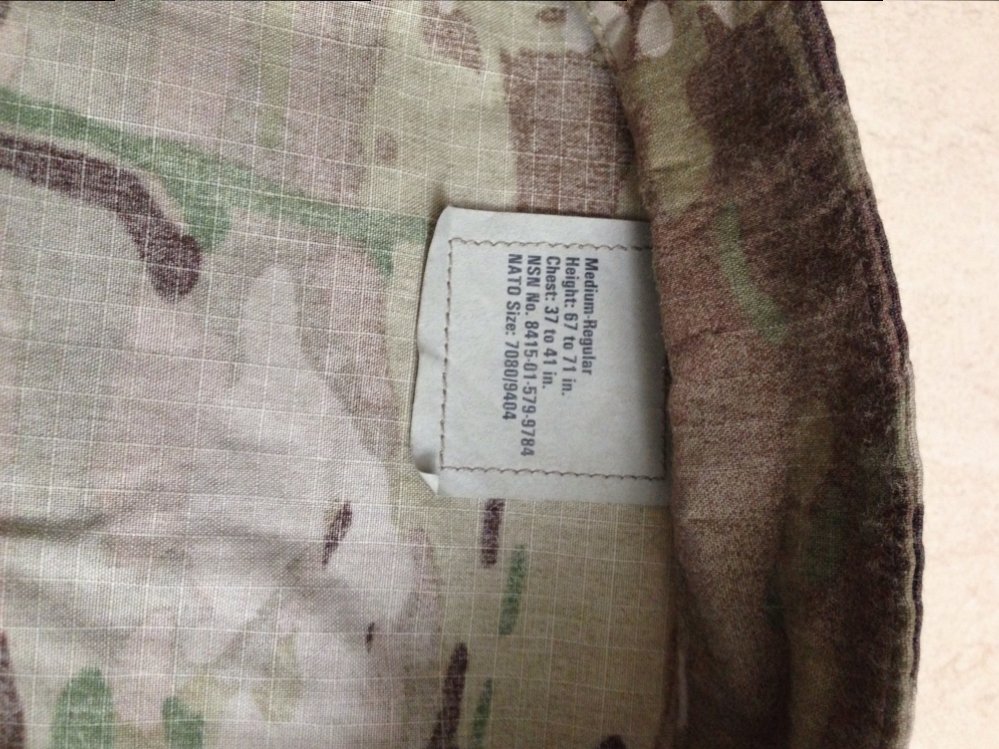 Medium-Regular
Height: 67 to 71 in.
Chest: 37 to 41 in.
NSN No. 8415-01-579-9784
NATO Size: 7080/9404